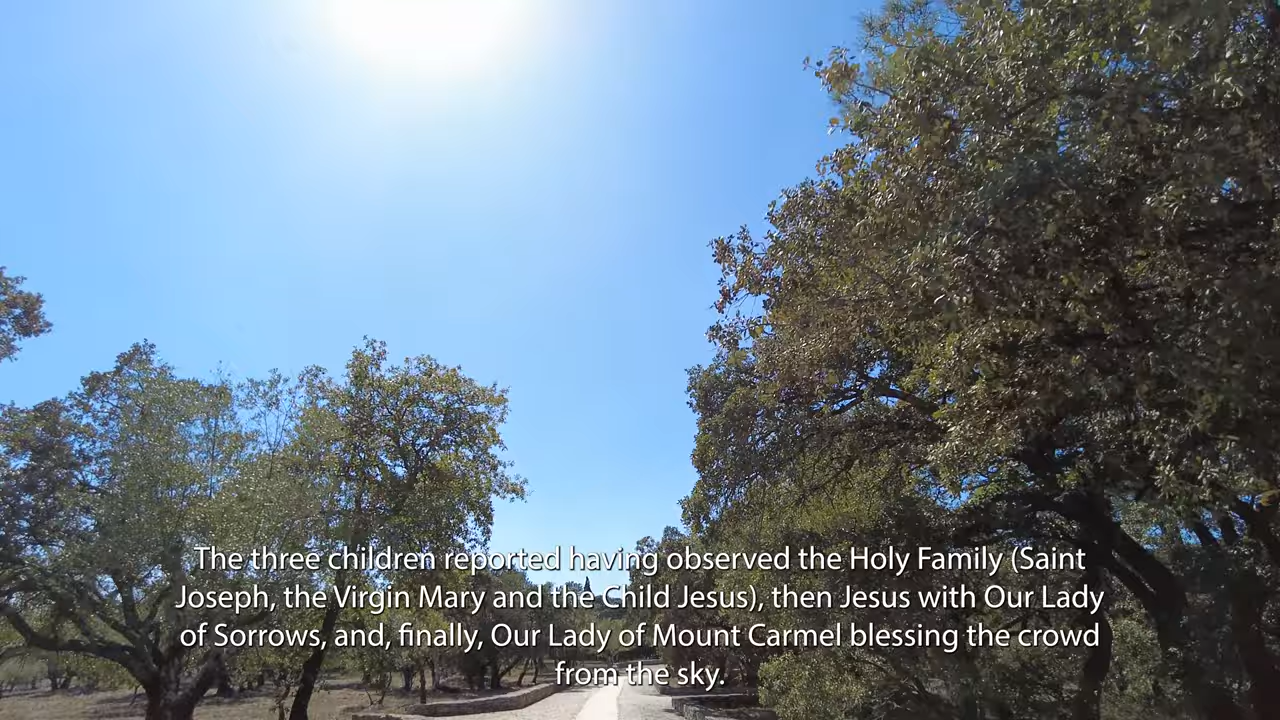 The three children reported having observed the Holy Family (Saint
Joseph, the Virgin Mary and the Child Jesus), then Jesus with Our Lady
of Sorrows, and, finally, Our Lady of Mount Carmel blessing the crowd
from the sky.